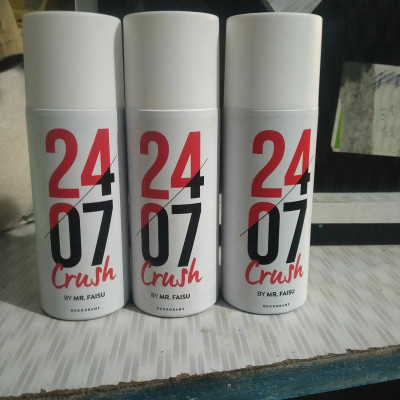 24
07
Crush
BY MR. FAISU
DEODORANT
24
07
Crush
BY MR. FAISU
DEODORANT
24
07
Crush
BY MR. FAISU
DEODORANT